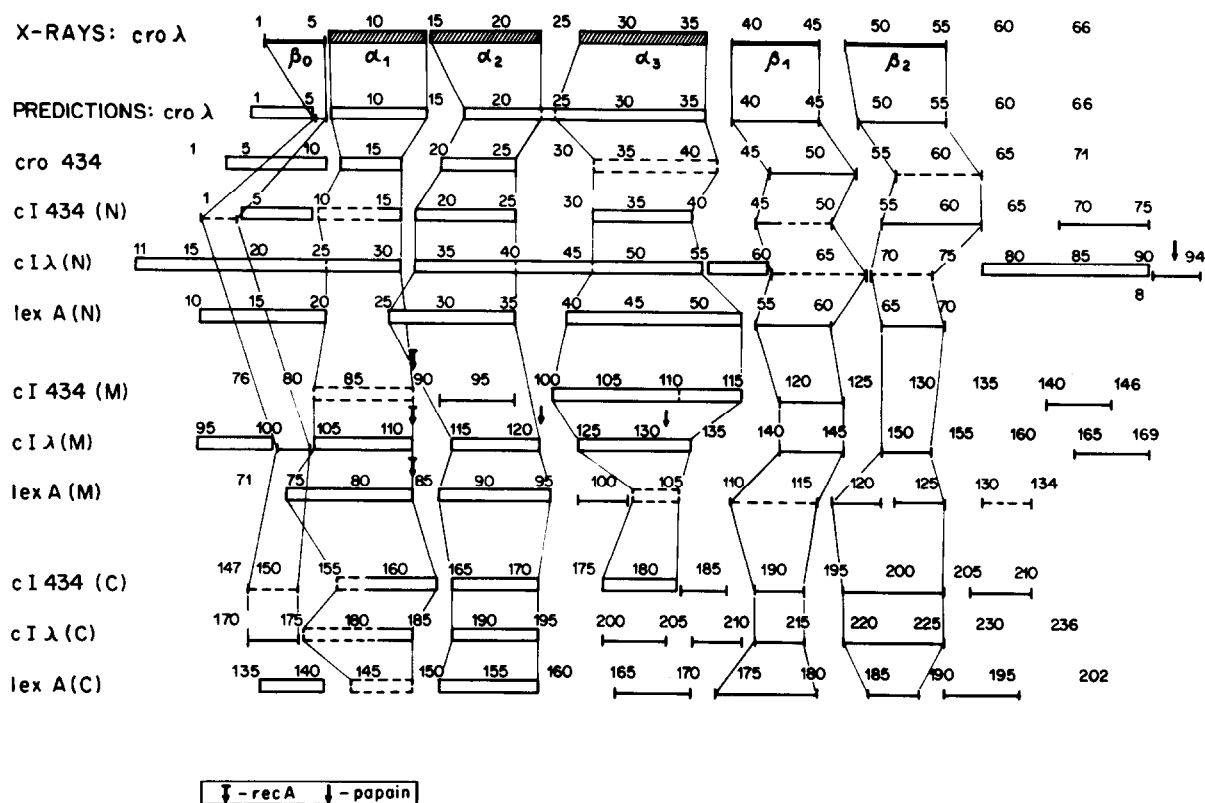 1 5 10 15 20 25 30 35 40 45 50 55 60 66
X-RAYS: cro λ
β₀ α₁ α₂ α₃ β₁ β₂
1 5 10 15 20 25 30 35 40 45 50 55 60 66
PREDICTIONS: cro λ
1 5 10 15 20 25 30 35 40 45 50 55 60 65 71
cro 434
1 5 10 15 20 25 30 35 40 45 50 55 60 65 70 75
cI 434 (N)
11 15 20 25 30 35 40 45 50 55 60 65 70 75 80 85 90 94
cI λ (N)
8
10 15 20 25 30 35 40 45 50 55 60 65 70
lex A (N)
76 80 85 90 95 100 105 110 115 120 125 130 135 140 146
cI 434 (M)
95 100 105 110 115 120 125 130 135 140 145 150 155 160 165 169
cI λ (M)
71 75 80 85 90 95 100 105 110 115 120 125 130 134
lex A (M)
147 150 155 160 165 170 175 180 185 190 195 200 205 210
cI 434 (C)
170 175 180 185 190 195 200 205 210 215 220 225 230 236
cI λ (C)
135 140 145 150 155 160 165 170 175 180 185 190 195 202
lex A (C)
-recA -papain